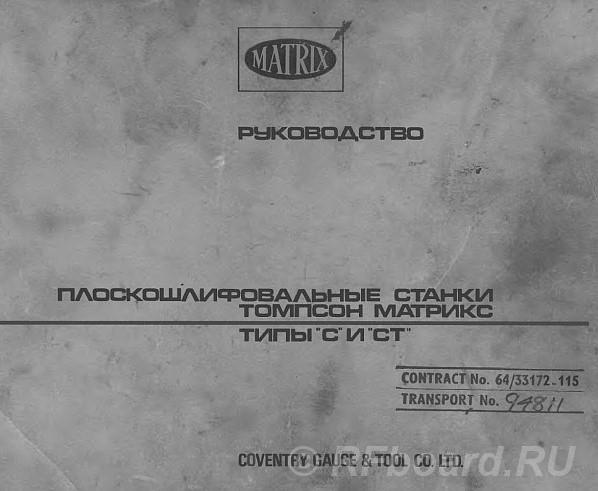 MATRIX
РУКОВОДСТВО
ПЛОСКОШЛИФОВАЛЬНЫЕ СТАНКИ
ТОМПСОН МАТРИКС
ТИПЫ "С" И "СТ"
CONTRACT No. 64/33172-115
TRANSPORT No. 94811
COVENTRY GAUGE & TOOL CO. LTD.
© RFboard.RU